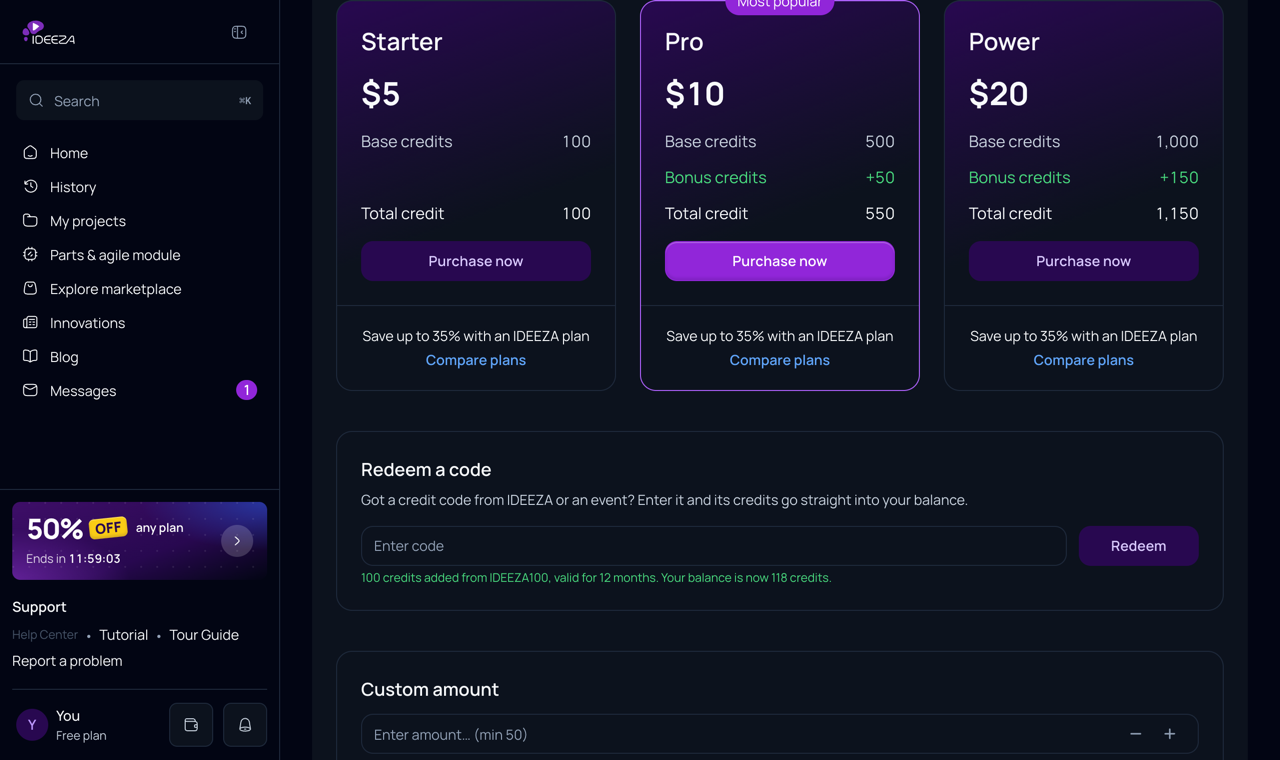 IDEEZA
Search ⌘K
Home
History
My projects
Parts & agile module
Explore marketplace
Innovations
Blog
Messages 1
50% OFF any plan
Ends in 11:59:03
Support
Help Center • Tutorial • Tour Guide
Report a problem
Y
You
Free plan
Starter
$5
Base credits 100
Total credit 100
Purchase now
Save up to 35% with an IDEEZA plan
Compare plans
Most popular
Pro
$10
Base credits 500
Bonus credits +50
Total credit 550
Purchase now
Save up to 35% with an IDEEZA plan
Compare plans
Power
$20
Base credits 1,000
Bonus credits +150
Total credit 1,150
Purchase now
Save up to 35% with an IDEEZA plan
Compare plans
Redeem a code
Got a credit code from IDEEZA or an event? Enter it and its credits go straight into your balance.
Enter code
Redeem
100 credits added from IDEEZA100, valid for 12 months. Your balance is now 118 credits.
Custom amount
Enter amount... (min 50)